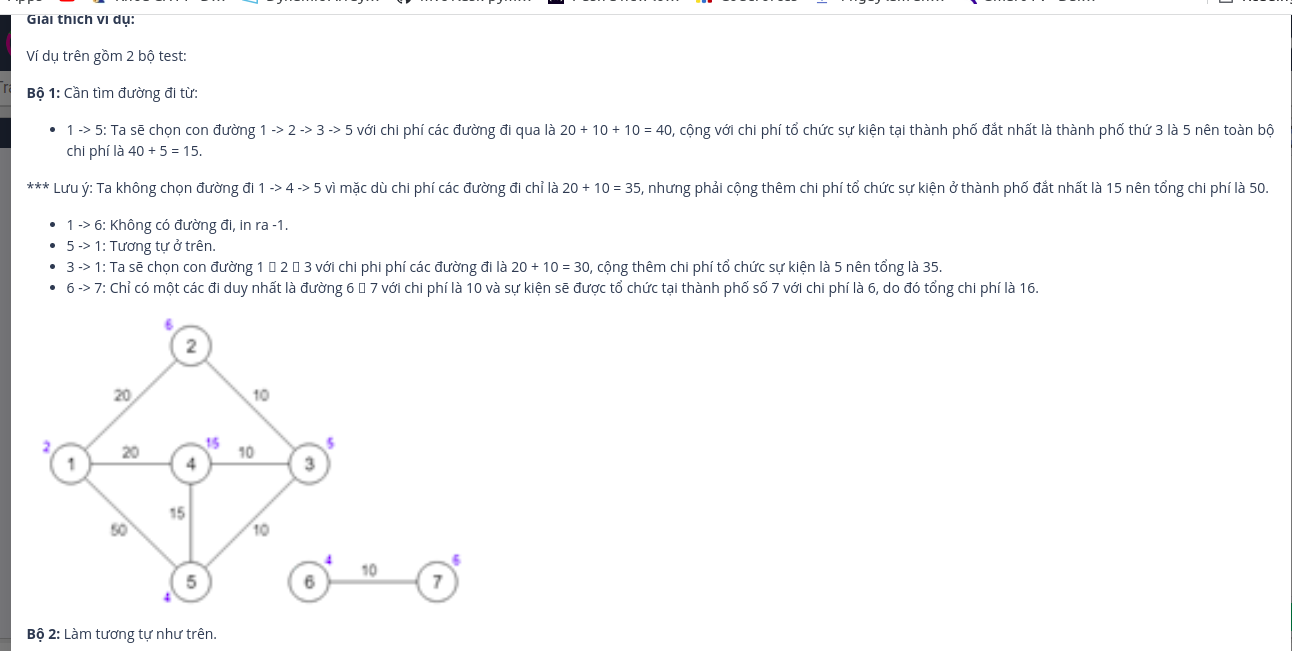 Giải thích ví dụ:
Ví dụ trên gồm 2 bộ test:
Bộ 1: Cần tìm đường đi từ:
• 1 -> 5: Ta sẽ chọn con đường 1 -> 2 -> 3 -> 5 với chi phí các đường đi qua là 20 + 10 + 10 = 40, cộng với chi phí tổ chức sự kiện tại thành phố đắt nhất là thành phố thứ 3 là 5 nên toàn bộ
chi phí là 40 + 5 = 15.
*** Lưu ý: Ta không chọn đường đi 1 -> 4 -> 5 vì mặc dù chi phí các đường đi chỉ là 20 + 10 = 35, nhưng phải cộng thêm chi phí tổ chức sự kiện ở thành phố đắt nhất là 15 nên tổng chi phí là 50.
• 1 -> 6: Không có đường đi, in ra -1.
• 5 -> 1: Tương tự ở trên.
• 3 -> 1: Ta sẽ chọn con đường 1 ▯ 2 ▯ 3 với chi phi phí các đường đi là 20 + 10 = 30, cộng thêm chi phí tổ chức sự kiện là 5 nên tổng là 35.
• 6 -> 7: Chỉ có một các đi duy nhất là đường 6 ▯ 7 với chi phí là 10 và sự kiện sẽ được tổ chức tại thành phố số 7 với chi phí là 6, do đó tổng chi phí là 16.
6
2
20
10
2
1
20
15
4
10
5
3
15
50
10
4
5
4
6
10
6
7
Bộ 2: Làm tương tự như trên.